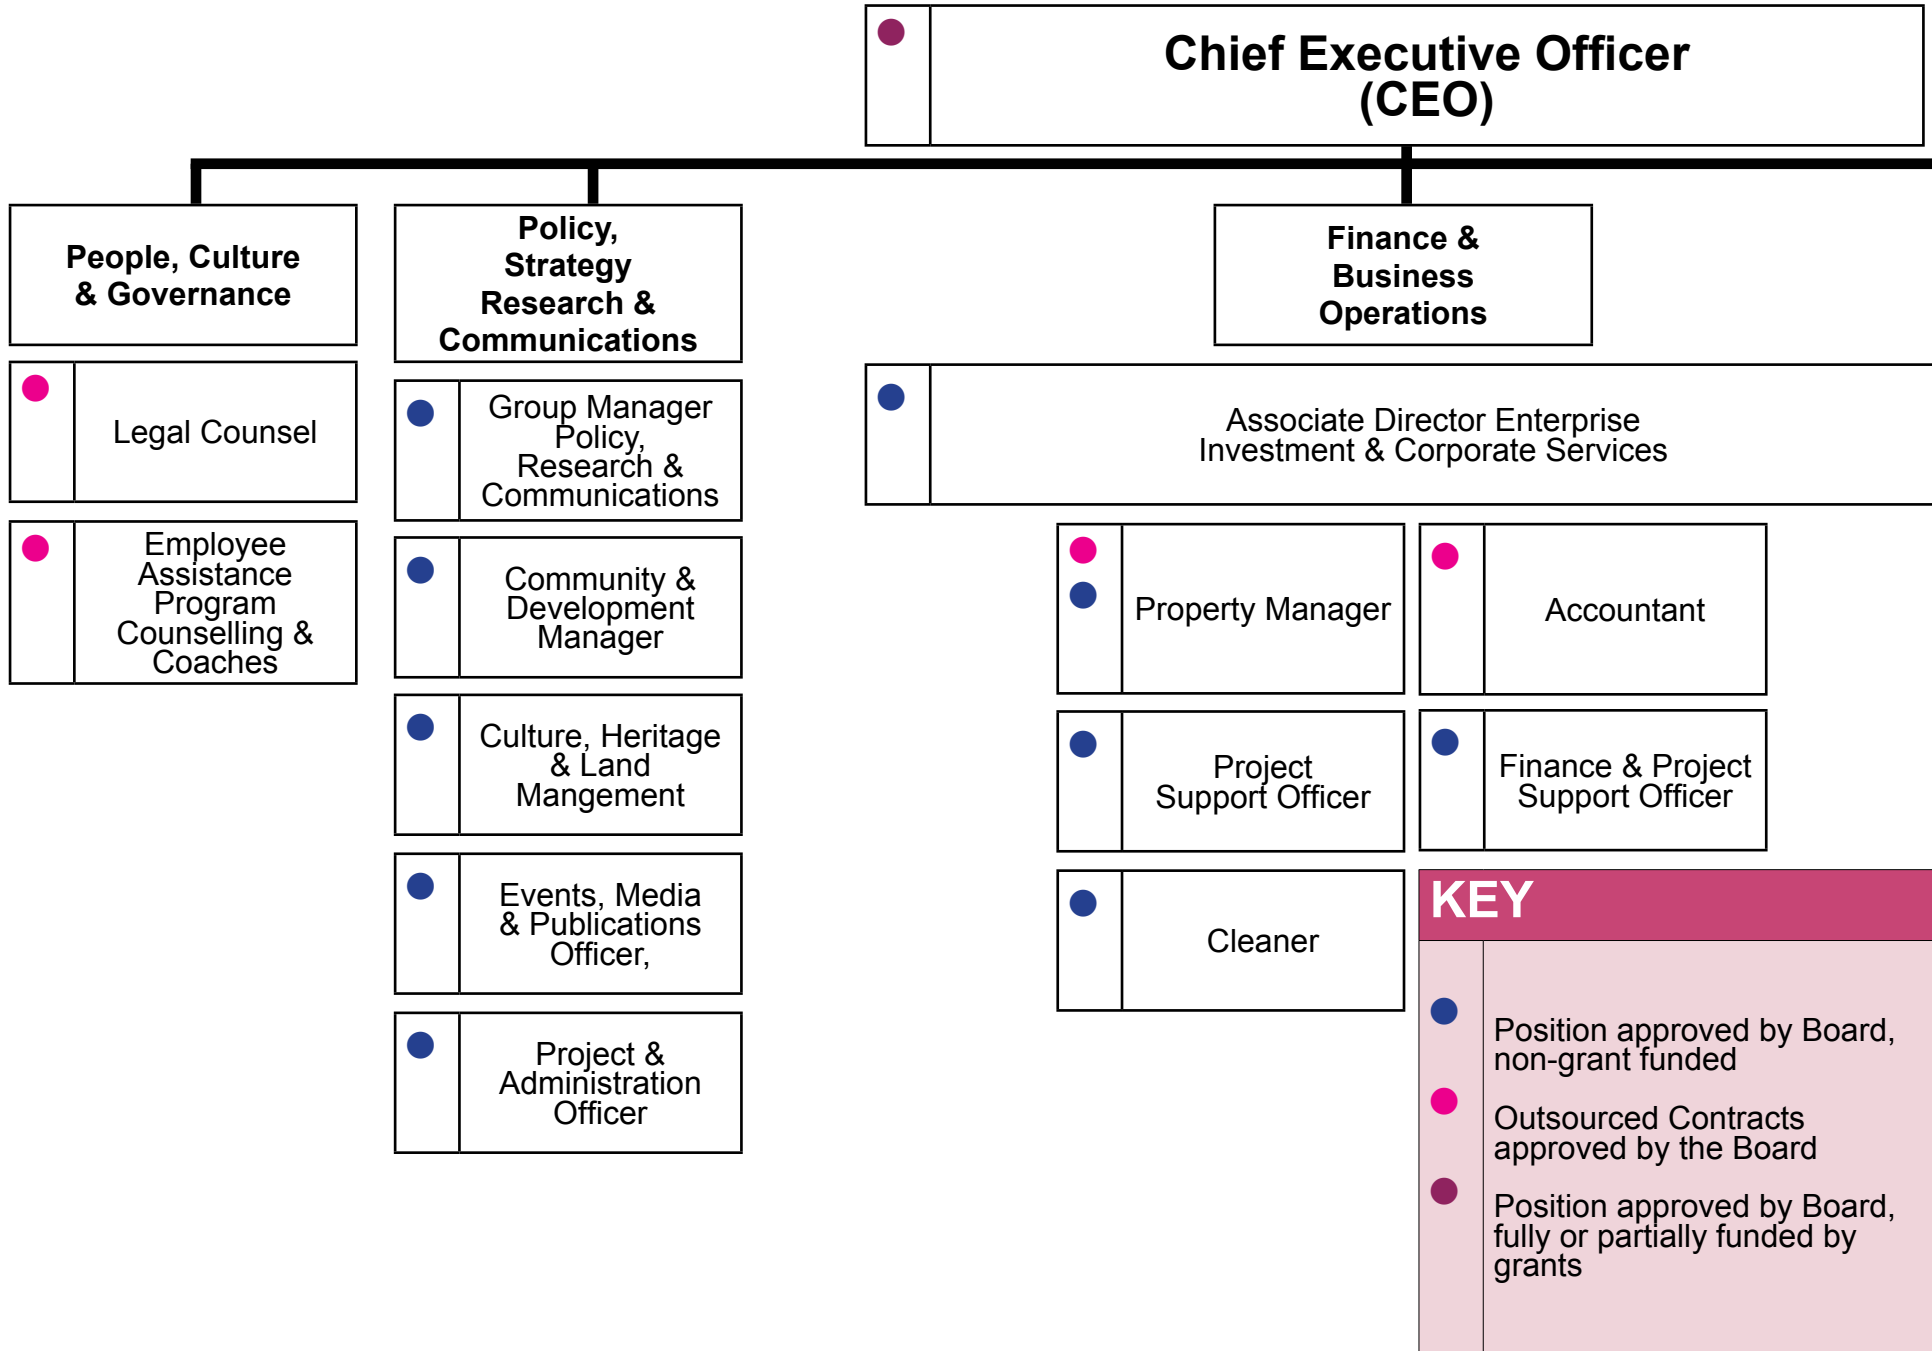 Chief Executive Officer
(CEO)
People, Culture
& Governance
Legal Counsel
Employee
Assistance
Program
Counselling &
Coaches
Policy,
Strategy
Research &
Communications
Group Manager
Policy,
Research &
Communications
Community &
Development
Manager
Culture, Heritage
& Land
Mangement
Events, Media
& Publications
Officer,
Project &
Administration
Officer
Finance &
Business
Operations
Associate Director Enterprise
Investment & Corporate Services
Property Manager
Project
Support Officer
Cleaner
Accountant
Finance & Project
Support Officer
KEY
Position approved by Board,
non-grant funded
Outsourced Contracts
approved by the Board
Position approved by Board,
fully or partially funded by
grants